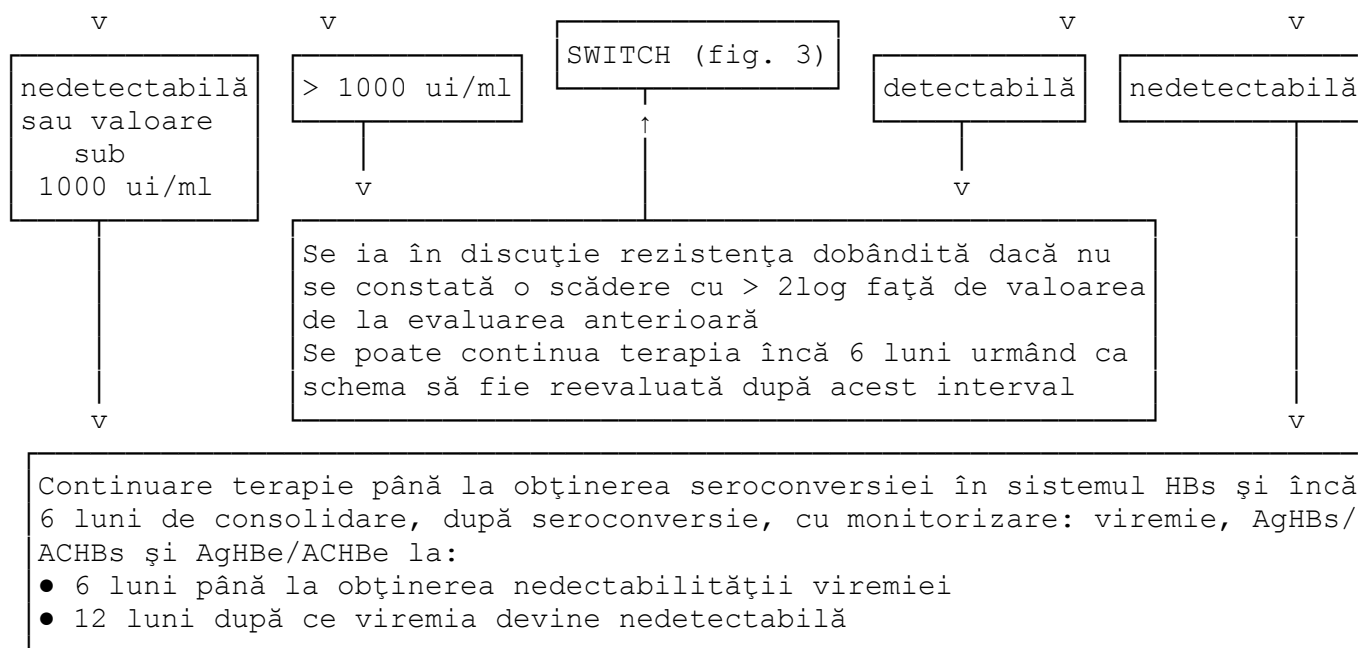 v v v v
SWITCH (fig. 3)
nedetectabilă
sau valoare
sub
1000 ui/ml
> 1000 ui/ml
detectabilă
nedetectabilă
↑
v v
Se ia în discuţie rezistenţa dobândită dacă nu
se constată o scădere cu > 2log faţă de valoarea
de la evaluarea anterioară
Se poate continua terapia încă 6 luni urmând ca
schema să fie reevaluată după acest interval
v v
Continuare terapie până la obţinerea seroconversiei în sistemul HBs şi încă
6 luni de consolidare, după seroconversie, cu monitorizare: viremie, AgHBs/
ACHBs şi AgHBe/ACHBe la:
● 6 luni până la obţinerea nedectabilităţii viremiei
● 12 luni după ce viremia devine nedetectabilă